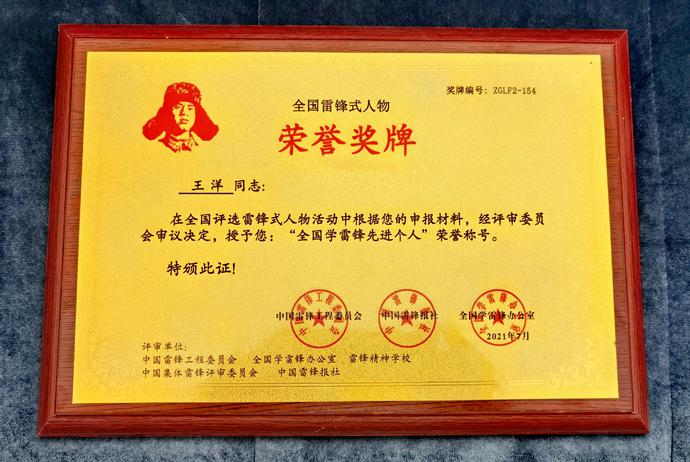 奖牌编号：ZGLF2-154
全国雷锋式人物
荣誉奖牌
王洋 同志：
在全国评选雷锋式人物活动中根据您的申报材料，经评审委员
会审议决定，授予您：“全国学雷锋先进个人”荣誉称号。
特颁此证!
中国雷锋工程委员会 中国雷锋报社 全国学雷锋办公室
2021年7月
评审单位：
中国雷锋工程委员会 全国学雷锋办公室 雷锋精神学校
中国集体雷锋评审委员会 中国雷锋报社